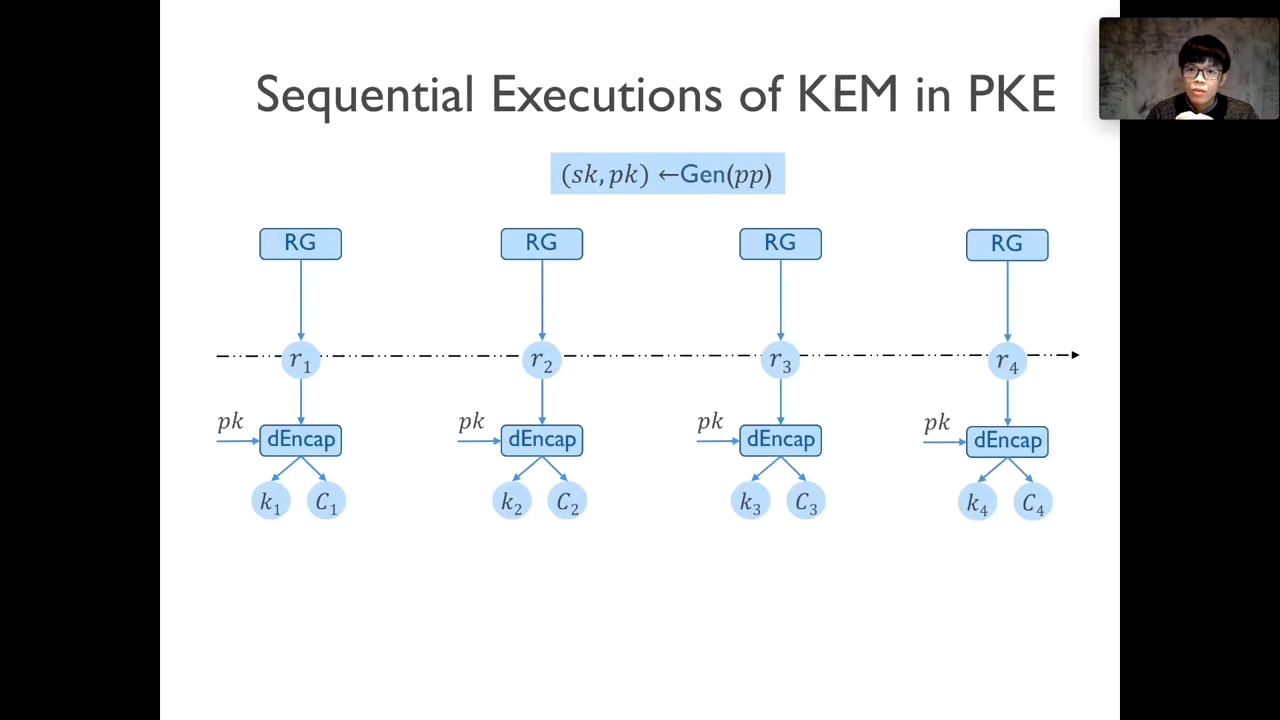 Sequential Executions of KEM in PKE
(sk, pk) ←Gen(pp)
RG RG RG RG
r₁ r₂ r₃ r₄
pk pk pk pk
dEncap dEncap dEncap dEncap
k₁ C₁ k₂ C₂ k₃ C₃ k₄ C₄